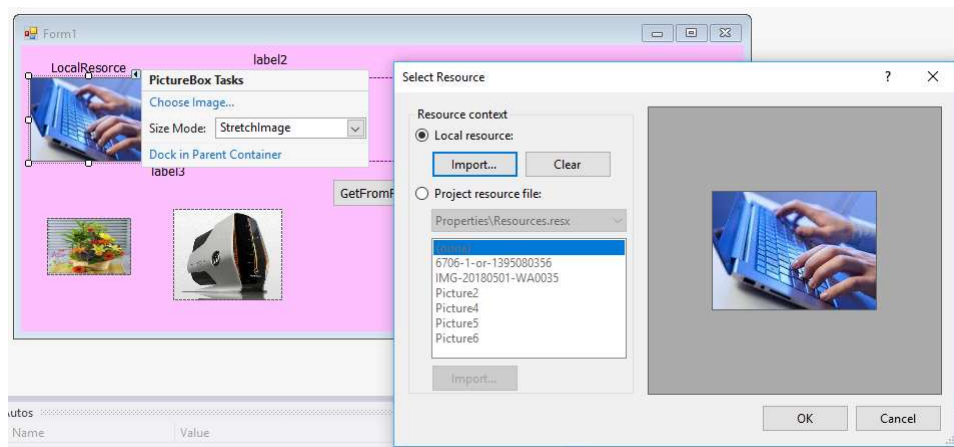 Form1
LocalResorce
label2
PictureBox Tasks
Choose Image...
Size Mode: StretchImage
Dock in Parent Container
label3
GetFromF
Select Resource
?
Resource context
Local resource:
Import...
Clear
Project resource file:
Properties\Resources.resx
(none)
6706-1-or-1395080356
IMG-20180501-WA0035
Picture2
Picture4
Picture5
Picture6
Import...
OK
Cancel
utos
Name
Value